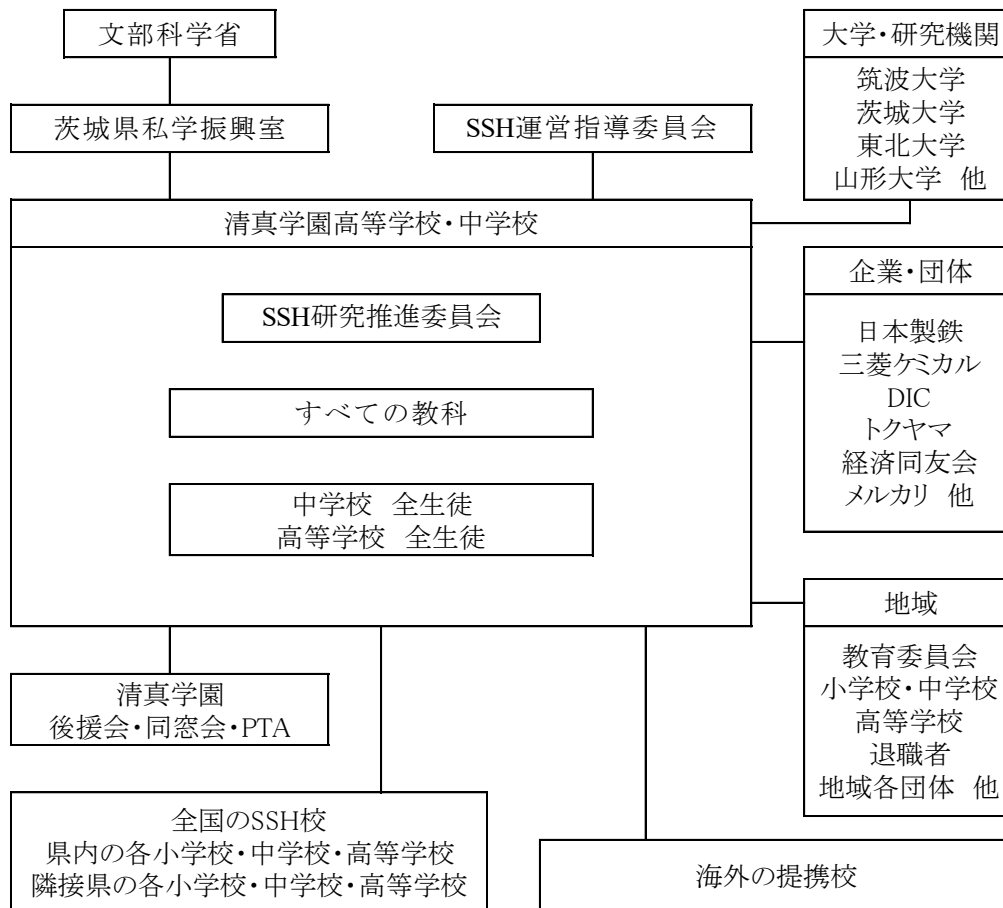 文部科学省
茨城県私学振興室
SSH運営指導委員会
清真学園高等学校・中学校
SSH研究推進委員会
すべての教科
中学校 全生徒
高等学校 全生徒
大学・研究機関
筑波大学
茨城大学
東北大学
山形大学 他
企業・団体
日本製鉄
三菱ケミカル
DIC
トクヤマ
経済同友会
メルカリ 他
地域
教育委員会
小学校・中学校
高等学校
退職者
地域各団体 他
清真学園
後援会・同窓会・PTA
全国のSSH校
県内の各小学校・中学校・高等学校
隣接県の各小学校・中学校・高等学校
海外の提携校